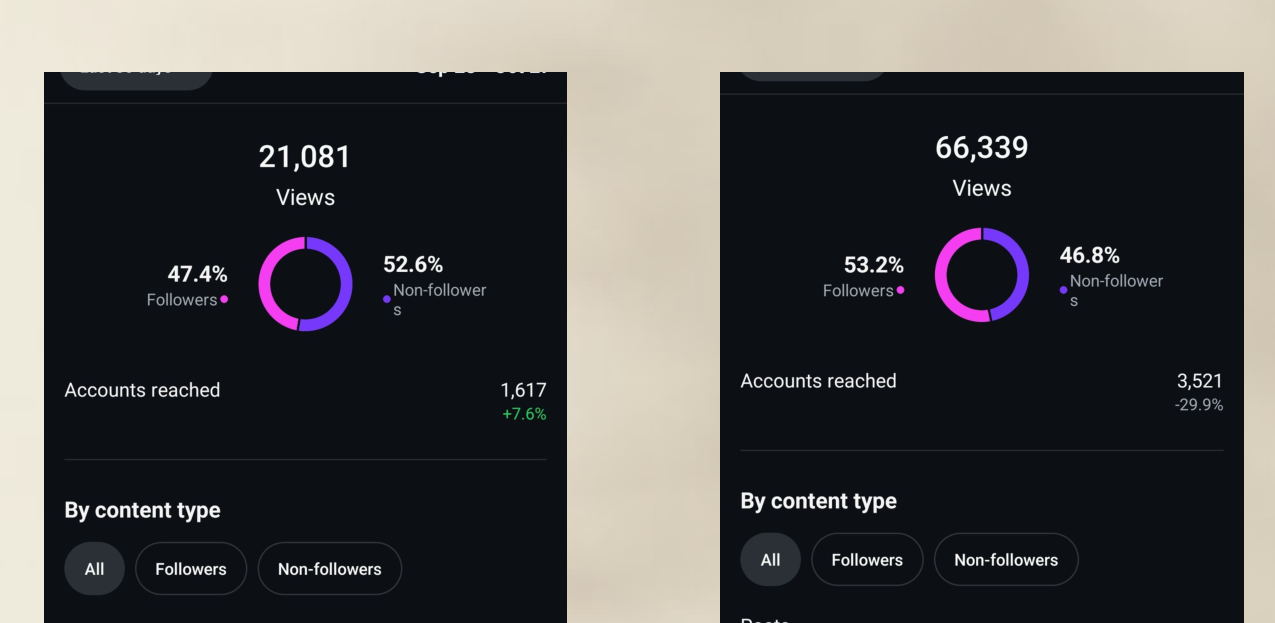 21,081
Views
47.4%
Followers
52.6%
Non-follower
s
Accounts reached
1,617
+7.6%
By content type
All
Followers
Non-followers
66,339
Views
53.2%
Followers
46.8%
Non-follower
s
Accounts reached
3,521
-29.9%
By content type
All
Followers
Non-followers